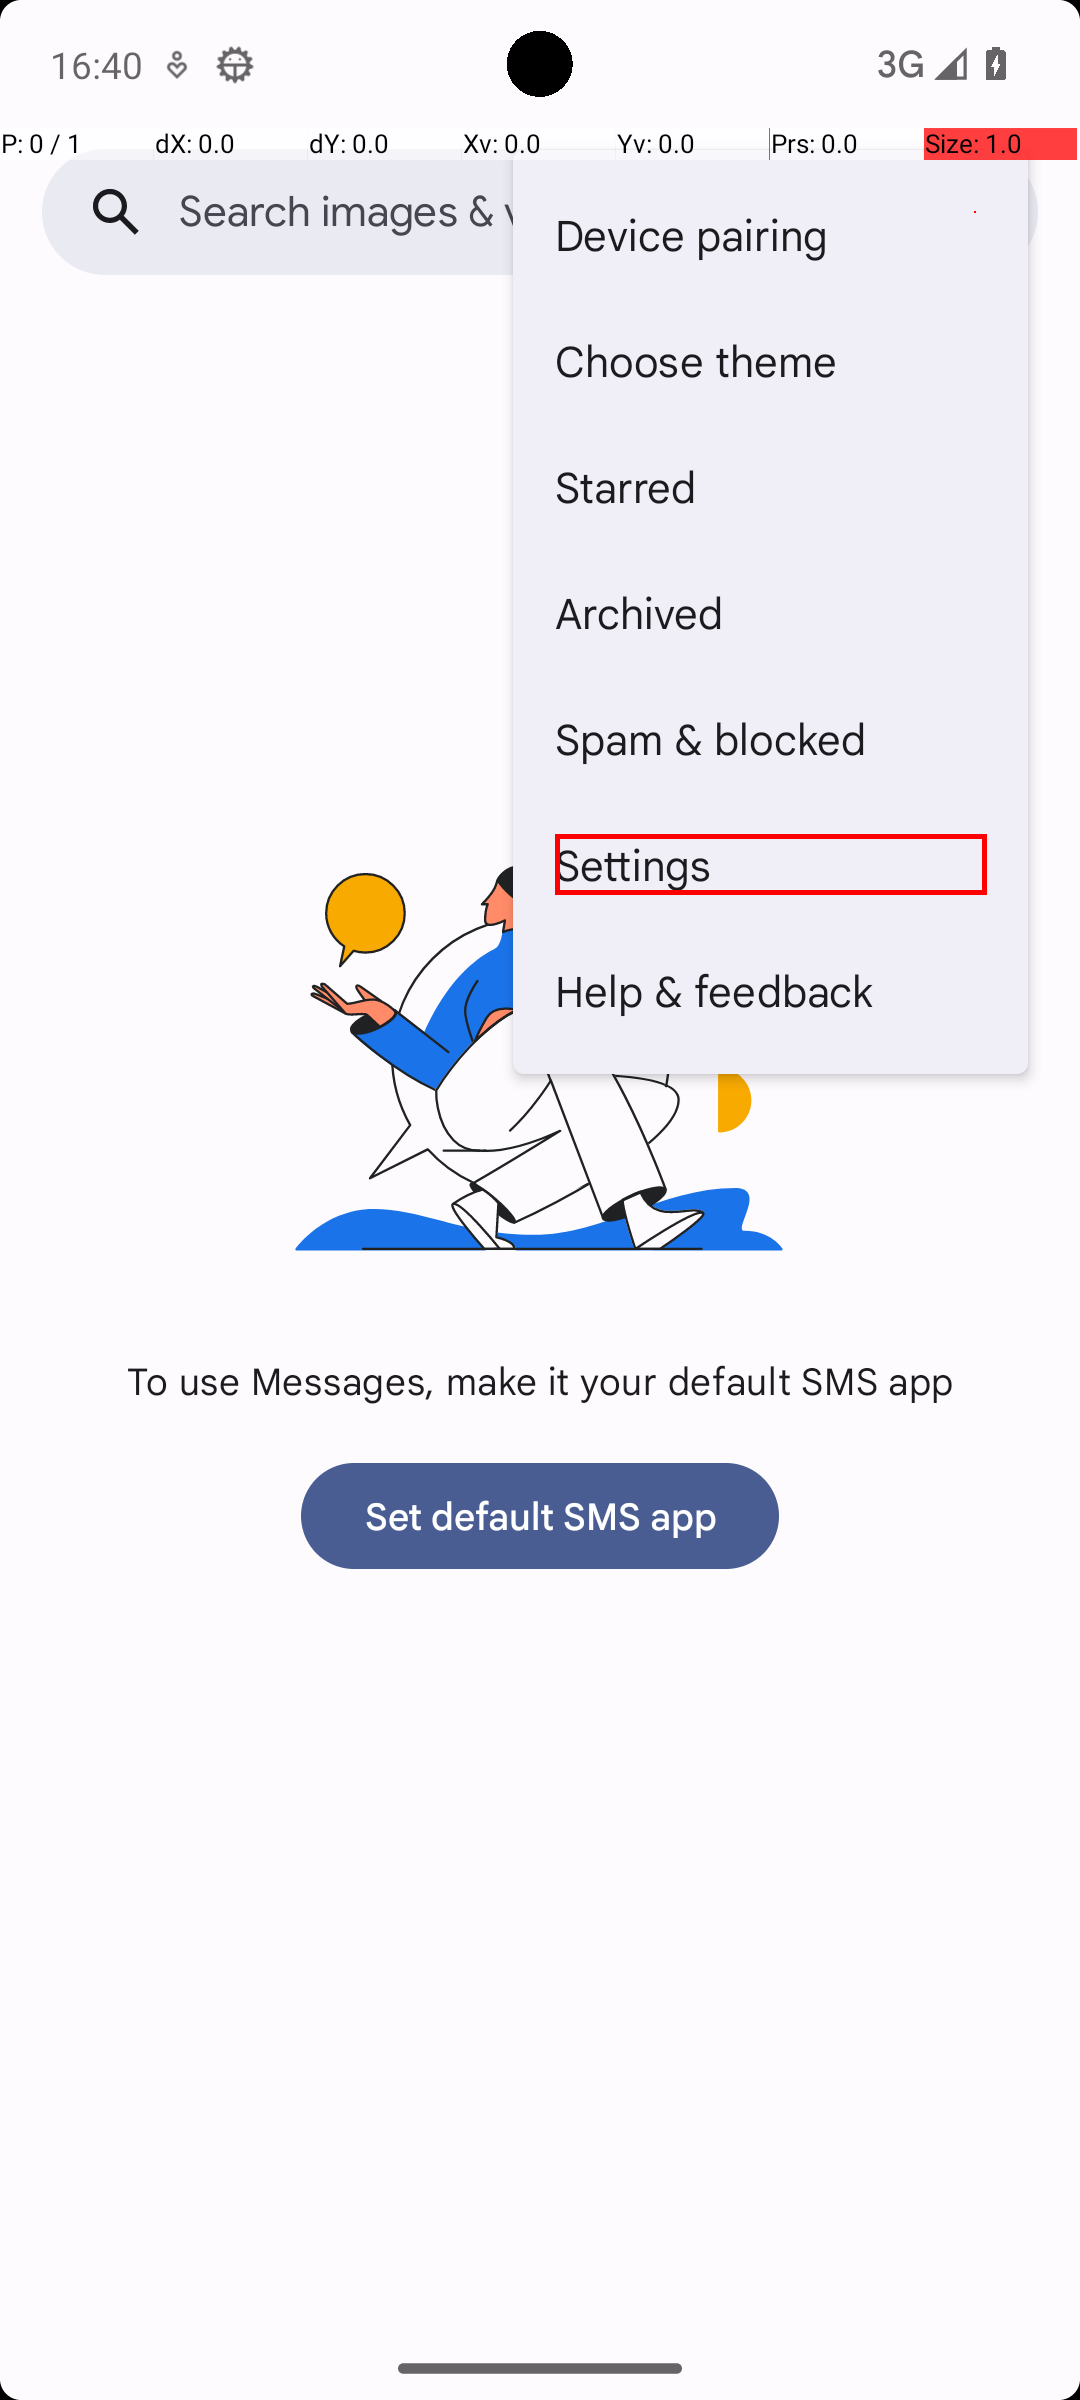 16:40
3G
P: 0 / 1 dX: 0.0 dY: 0.0 Xv: 0.0 Yv: 0.0 Prs: 0.0 Size: 1.0
Search images &
Device pairing
Choose theme
Starred
Archived
Spam & blocked
Settings
Help & feedback
To use Messages, make it your default SMS app
Set default SMS app